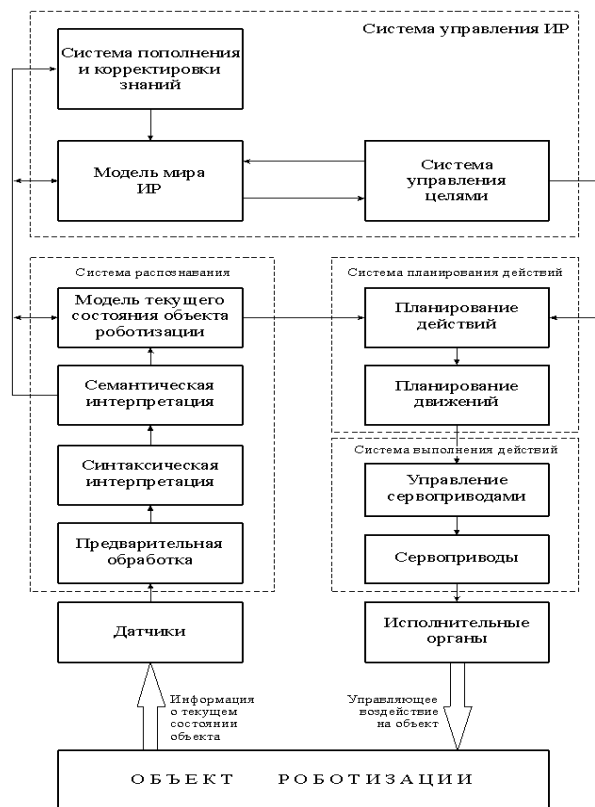 Система управления ИР
Система пополнения
и корректировки
знаний
Модель мира
ИР
Система
управления
целями
Система распознавания
Модель текущего
состояния объекта
роботизации
Семантическая
интерпретация
Синтаксическая
интерпретация
Предварительная
обработка
Датчики
Система планирования действий
Планирование
действий
Планирование
движений
Система выполнения действий
Управление
сервоприводами
Сервоприводы
Исполнительные
органы
Информация
о текущем
состоянии
объекта
Управляющее
воздействие
на объект
ОБЪЕКТ РОБОТИЗАЦИИ